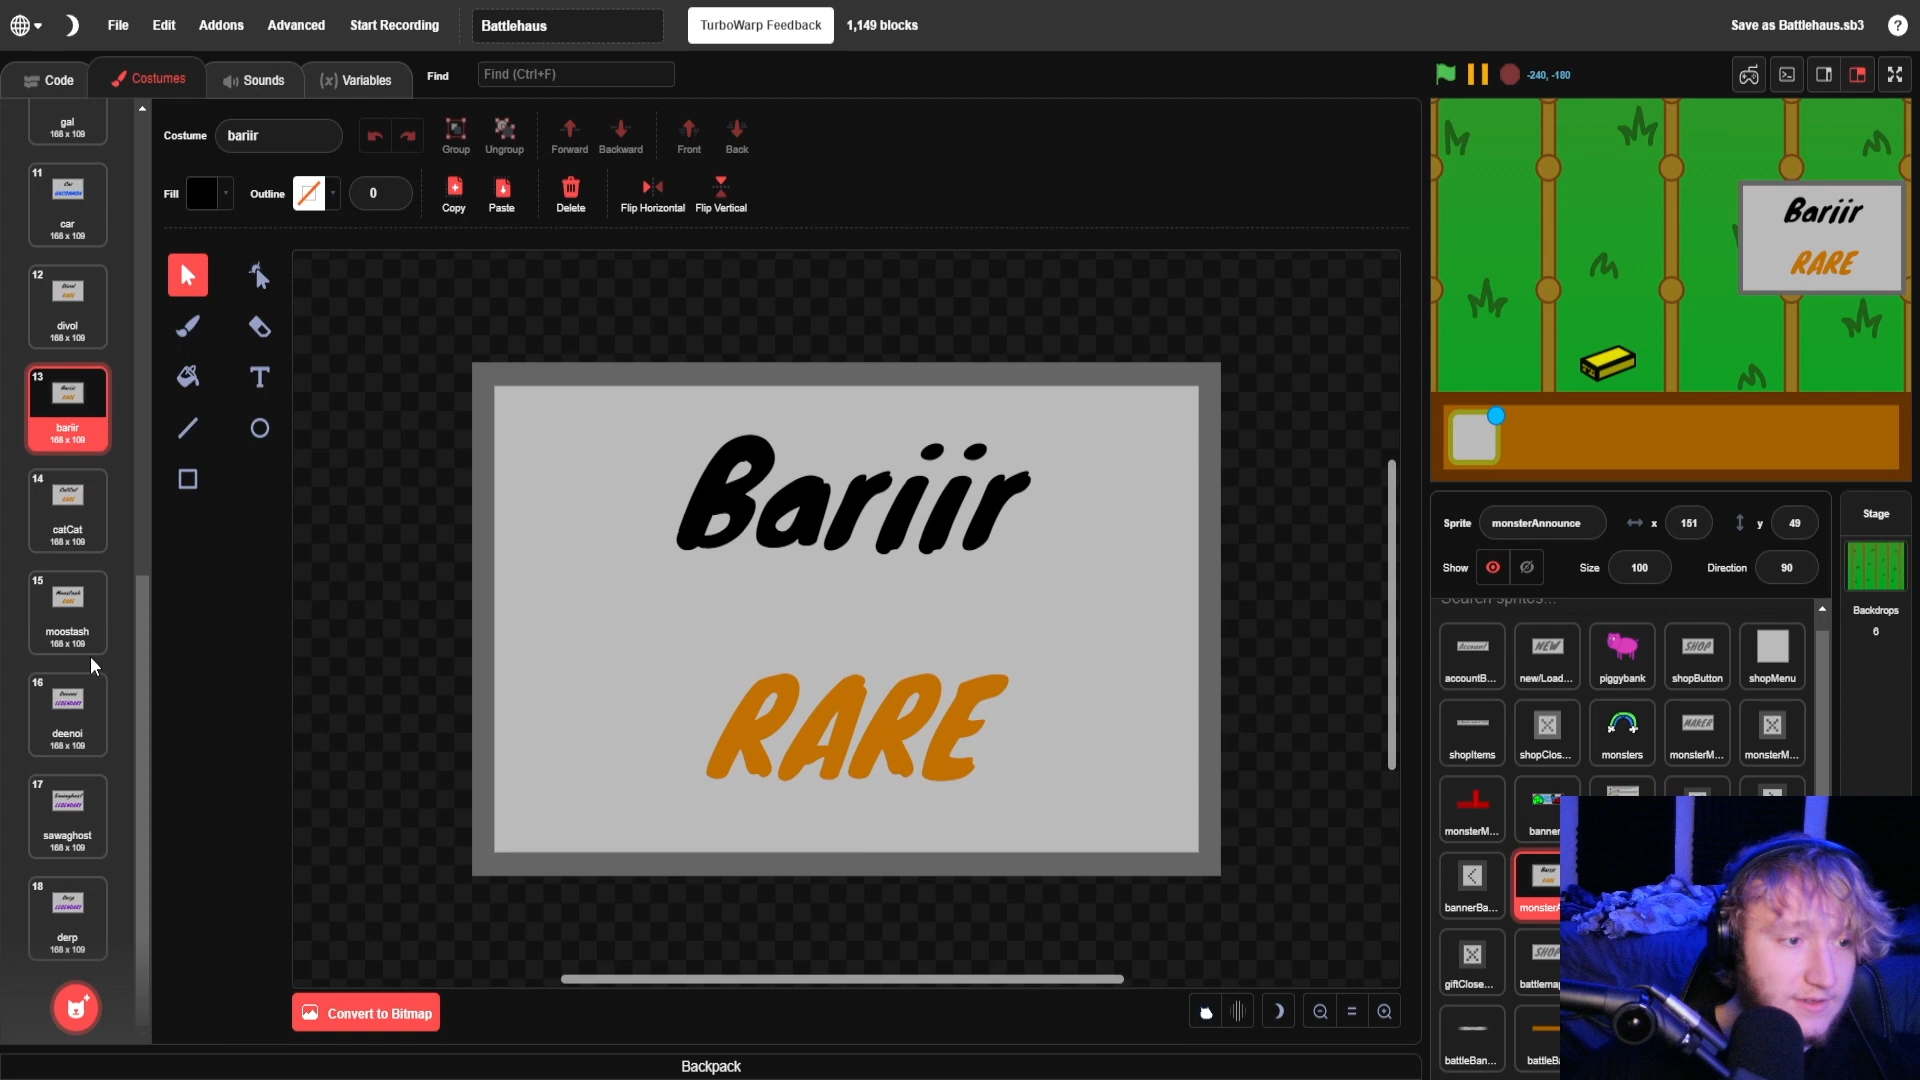 File
Edit
Addons
Advanced
Start Recording
Battlehaus
TurboWarp Feedback
1,149 blocks
Save as Battlehaus.sb3
?
Code
Costumes
Sounds
(x) Variables
Find
Find (Ctrl+F)
-240, -180
gal
168 x 109
11
car
168 x 109
12
divol
168 x 109
13
bariir
168 x 109
14
catCat
168 x 109
15
moostash
168 x 109
16
deenoi
168 x 109
17
sawaghost
168 x 109
18
derp
168 x 109
Costume
bariir
Group
Ungroup
Forward
Backward
Front
Back
Fill
Outline
0
Copy
Paste
Delete
Flip Horizontal
Flip Vertical
Bariir
RARE
Convert to Bitmap
Backpack
Bariir
RARE
Sprite
monsterAnnounce
x
151
y
49
Show
Size
100
Direction
90
Stage
Backdrops
6
Search sprites...
accountB...
new/Load...
piggybank
shopButton
shopMenu
shopItems
shopClos...
monsters
monsterM...
monsterM...
monsterM...
banner
bannerBa...
monsterA
giftClose...
battlema
battleBan...
battleBa